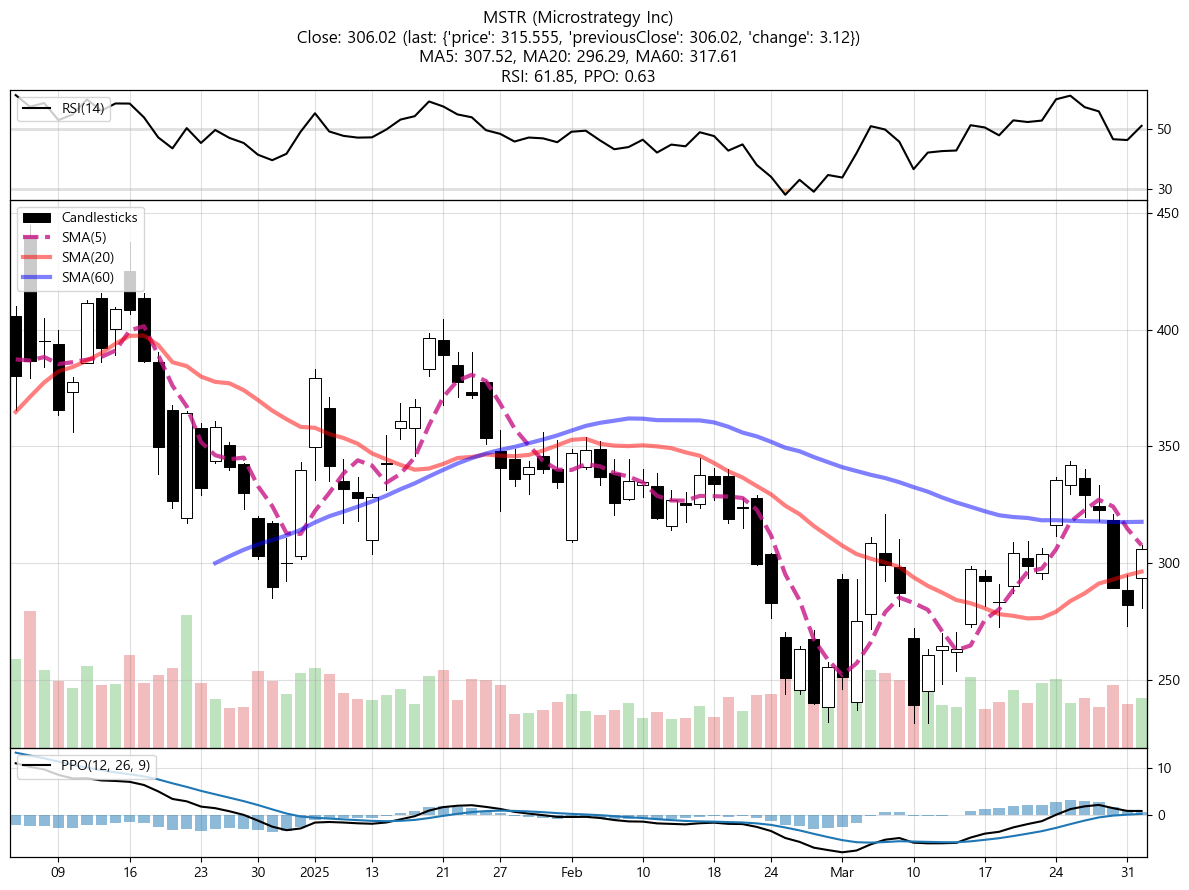 MSTR (Microstrategy Inc)
Close: 306.02 (last: {'price': 315.555, 'previousClose': 306.02, 'change': 3.12})
MA5: 307.52, MA20: 296.29, MA60: 317.61
RSI: 61.85, PPO: 0.63
RSI(14)
50
30
Candlesticks
SMA(5)
SMA(20)
SMA(60)
450
400
350
300
250
PPO(12, 26, 9)
10
0
09 16 23 30 2025 13 21 27 Feb 10 18 24 Mar 10 17 24 31